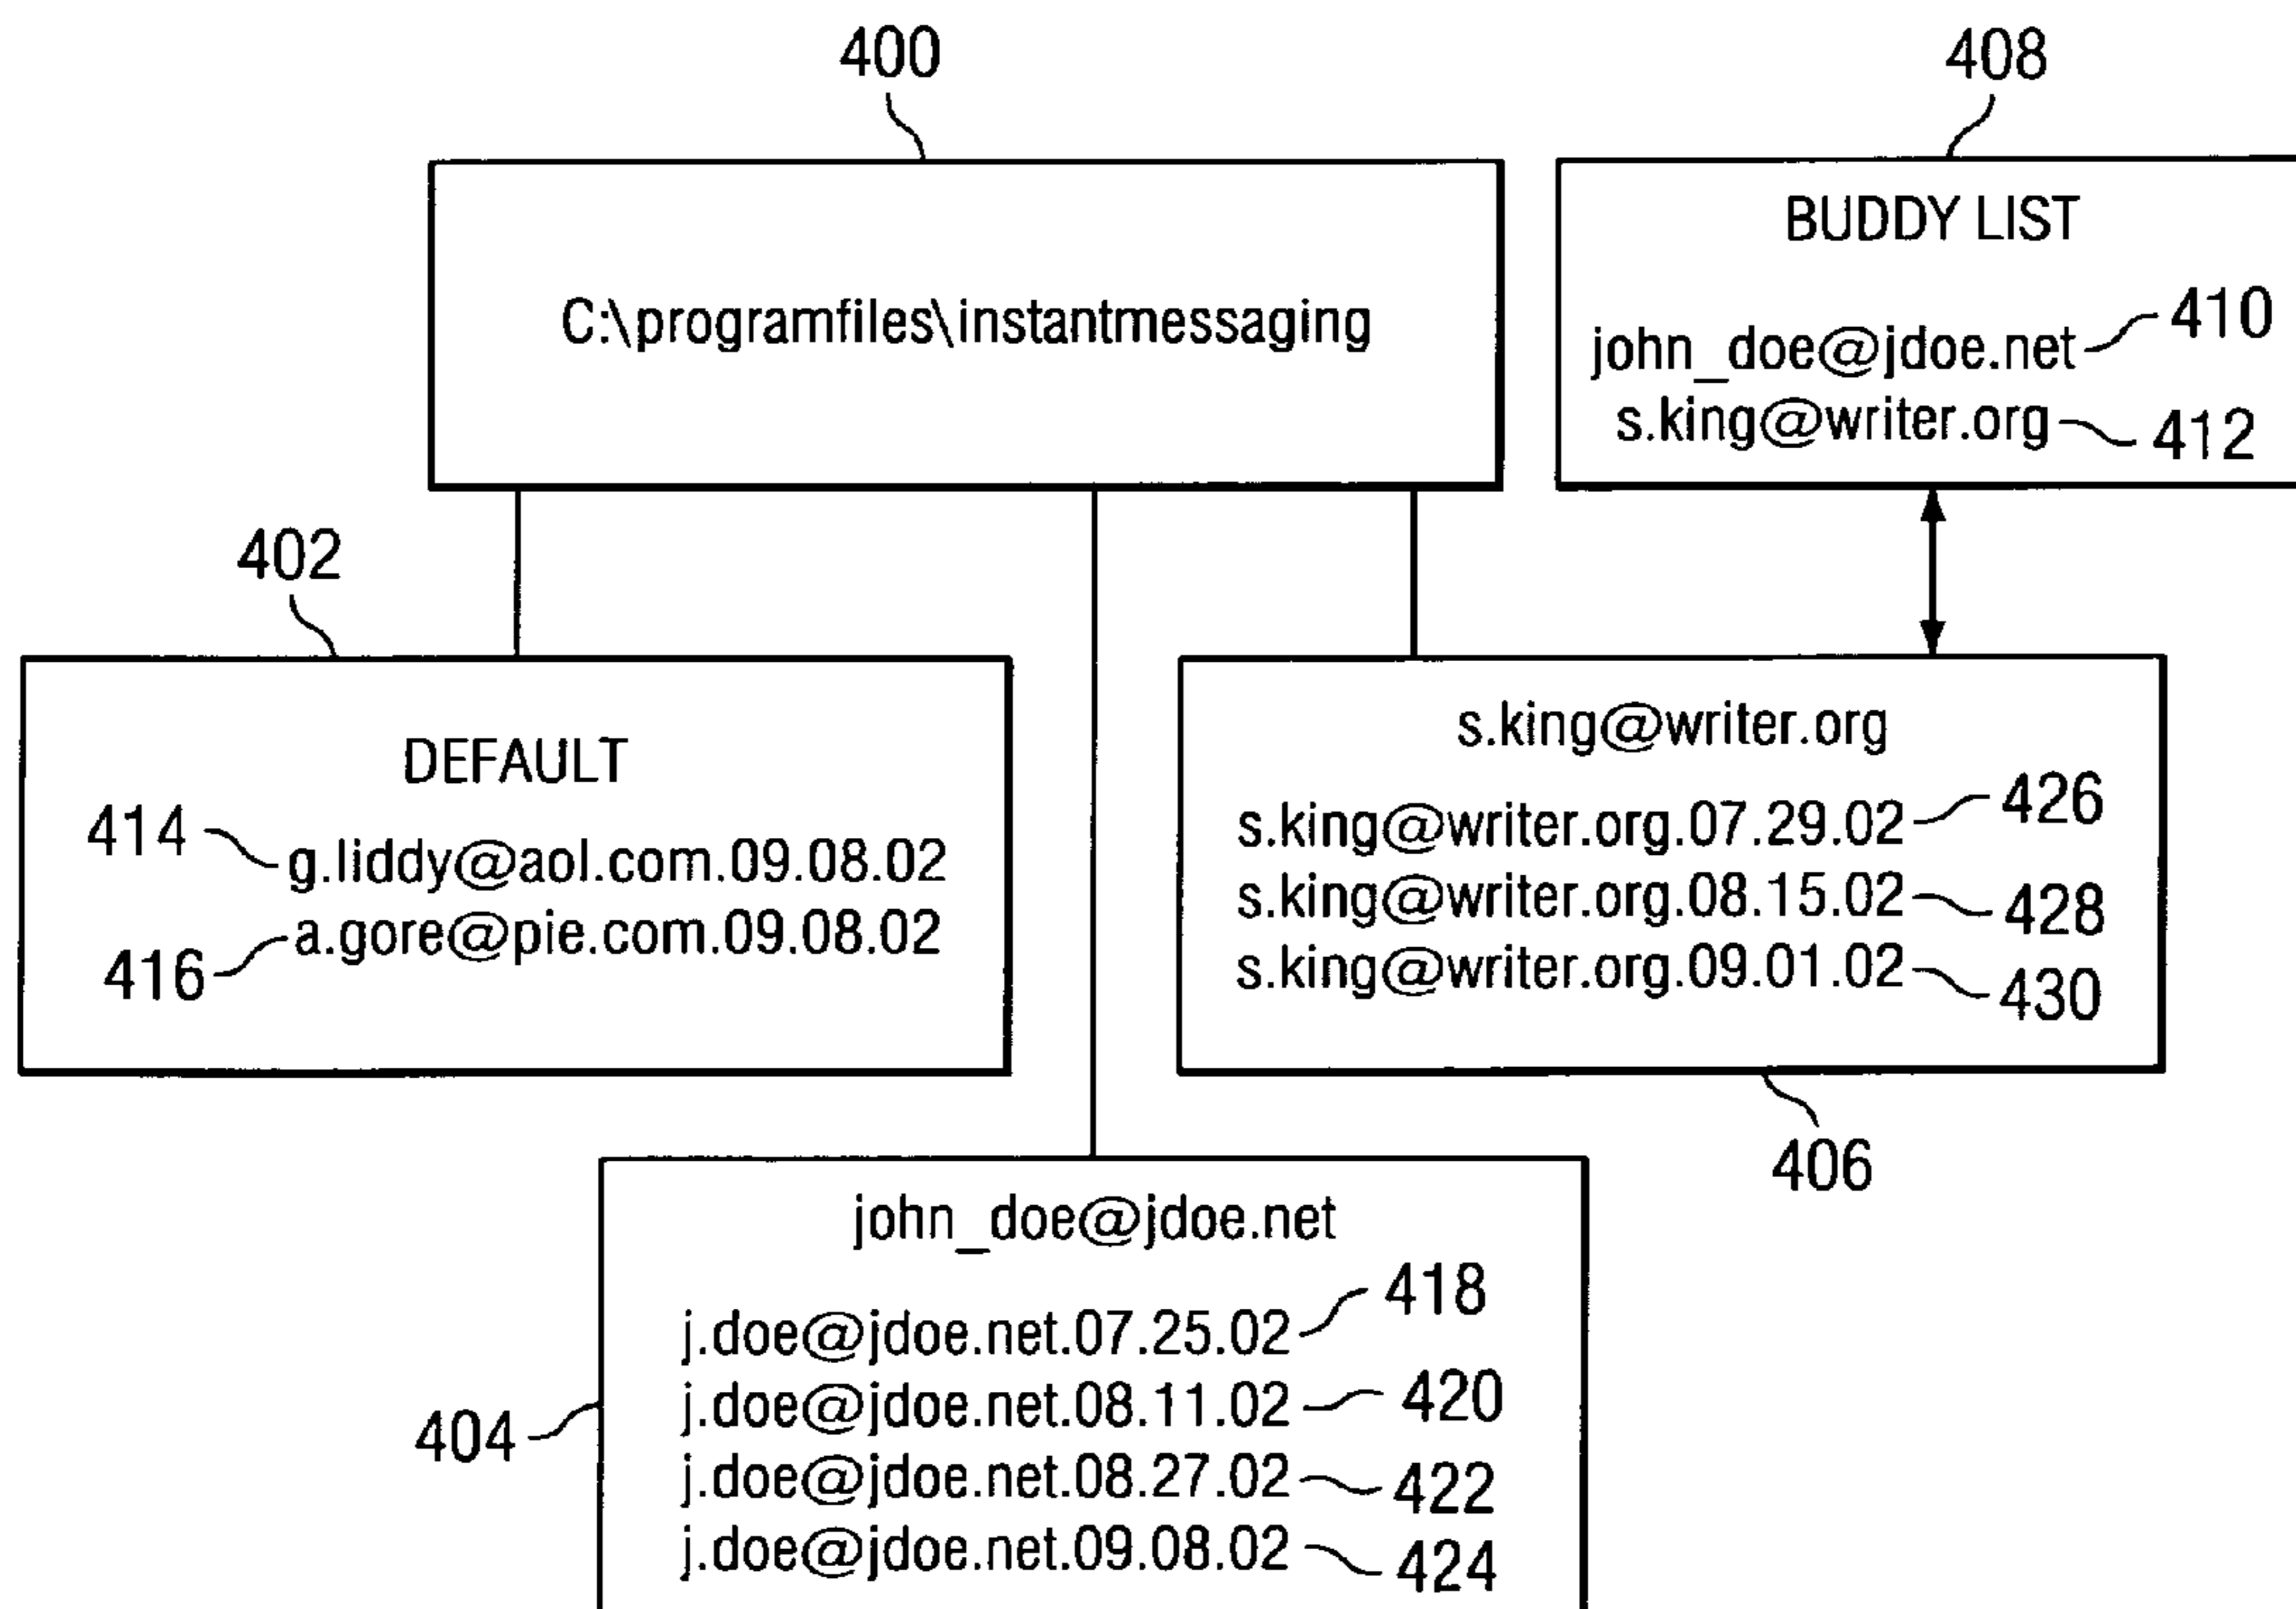 400
408
C:\programfiles\instantmessaging
BUDDY LIST
john_doe@jdoe.net 410
s.king@writer.org 412
402
DEFAULT
414 g.liddy@aol.com.09.08.02
416 a.gore@pie.com.09.08.02
s.king@writer.org
s.king@writer.org.07.29.02 426
s.king@writer.org.08.15.02 428
s.king@writer.org.09.01.02 430
406
404
john_doe@jdoe.net
j.doe@jdoe.net.07.25.02 418
j.doe@jdoe.net.08.11.02 420
j.doe@jdoe.net.08.27.02 422
j.doe@jdoe.net.09.08.02 424